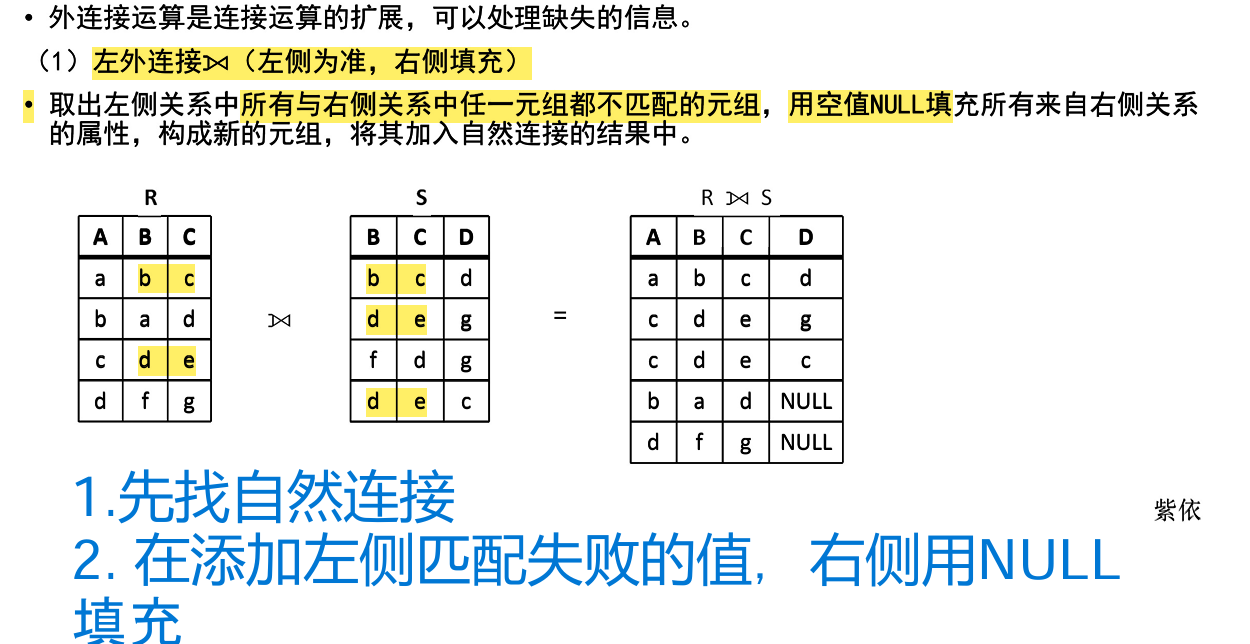 • 外连接运算是连接运算的扩展，可以处理缺失的信息。
（1）左外连接⟕（左侧为准，右侧填充）
• 取出左侧关系中所有与右侧关系中任一元组都不匹配的元组，用空值NULL填充所有来自右侧关系
的属性，构成新的元组，将其加入自然连接的结果中。
R S R ⟕ S
A B C B C D A B C D
a b c b c d a b c d
b a d ⟕ d e g = c d e g
c d e f d g c d e c
d f g d e c b a d NULL
d f g NULL
1.先找自然连接
紫依
2. 在添加左侧匹配失败的值，右侧用NULL
填充